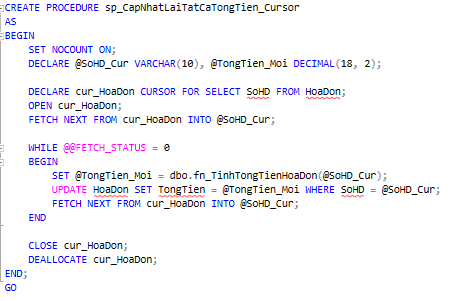 CREATE PROCEDURE sp_CapNhatLaiTatCaTongTien_Cursor
AS
BEGIN
    SET NOCOUNT ON;
    DECLARE @SoHD_Cur VARCHAR(10), @TongTien_Moi DECIMAL(18, 2);

    DECLARE cur_HoaDon CURSOR FOR SELECT SoHD FROM HoaDon;
    OPEN cur_HoaDon;
    FETCH NEXT FROM cur_HoaDon INTO @SoHD_Cur;

    WHILE @@FETCH_STATUS = 0
    BEGIN
        SET @TongTien_Moi = dbo.fn_TinhTongTienHoaDon(@SoHD_Cur);
        UPDATE HoaDon SET TongTien = @TongTien_Moi WHERE SoHD = @SoHD_Cur;
        FETCH NEXT FROM cur_HoaDon INTO @SoHD_Cur;
    END

    CLOSE cur_HoaDon;
    DEALLOCATE cur_HoaDon;
END;
GO